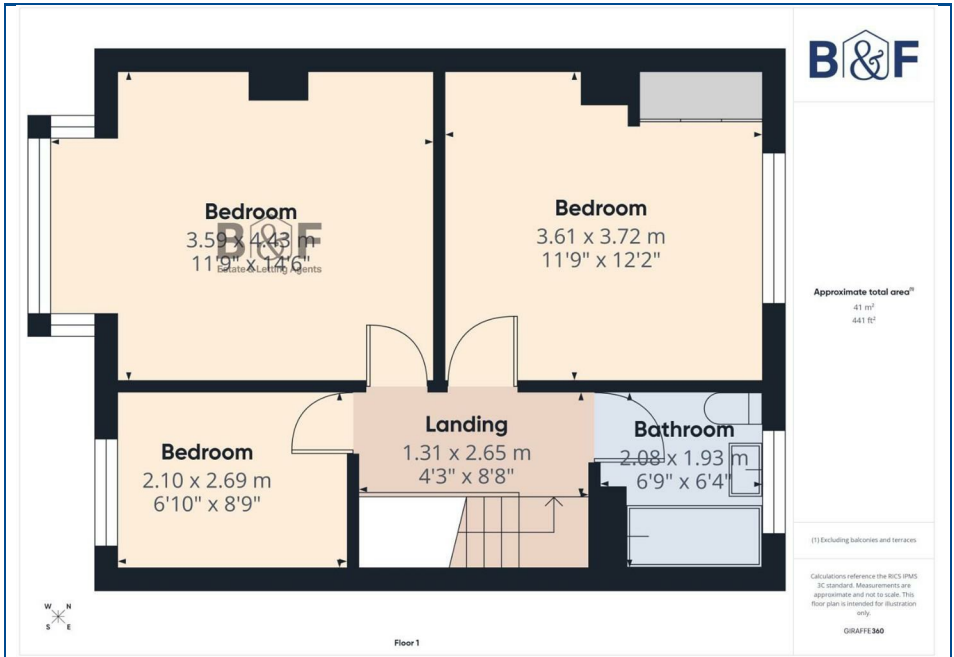 B&F
Bedroom
3.59 x 4.43 m
11'9" x 14'6"
B&F
Estate & Letting Agents
Bedroom
3.61 x 3.72 m
11'9" x 12'2"
Approximate total area(1)
41 m²
441 ft²
Landing
1.31 x 2.65 m
4'3" x 8'8"
Bathroom
2.08 x 1.93 m
6'9" x 6'4"
Bedroom
2.10 x 2.69 m
6'10" x 8'9"
(1) Excluding balconies and terraces
Calculations reference the RICS IPMS
3C standard. Measurements are
approximate and not to scale. This
floor plan is intended for illustration
only.
GIRAFFE360
W N
S E
Floor 1